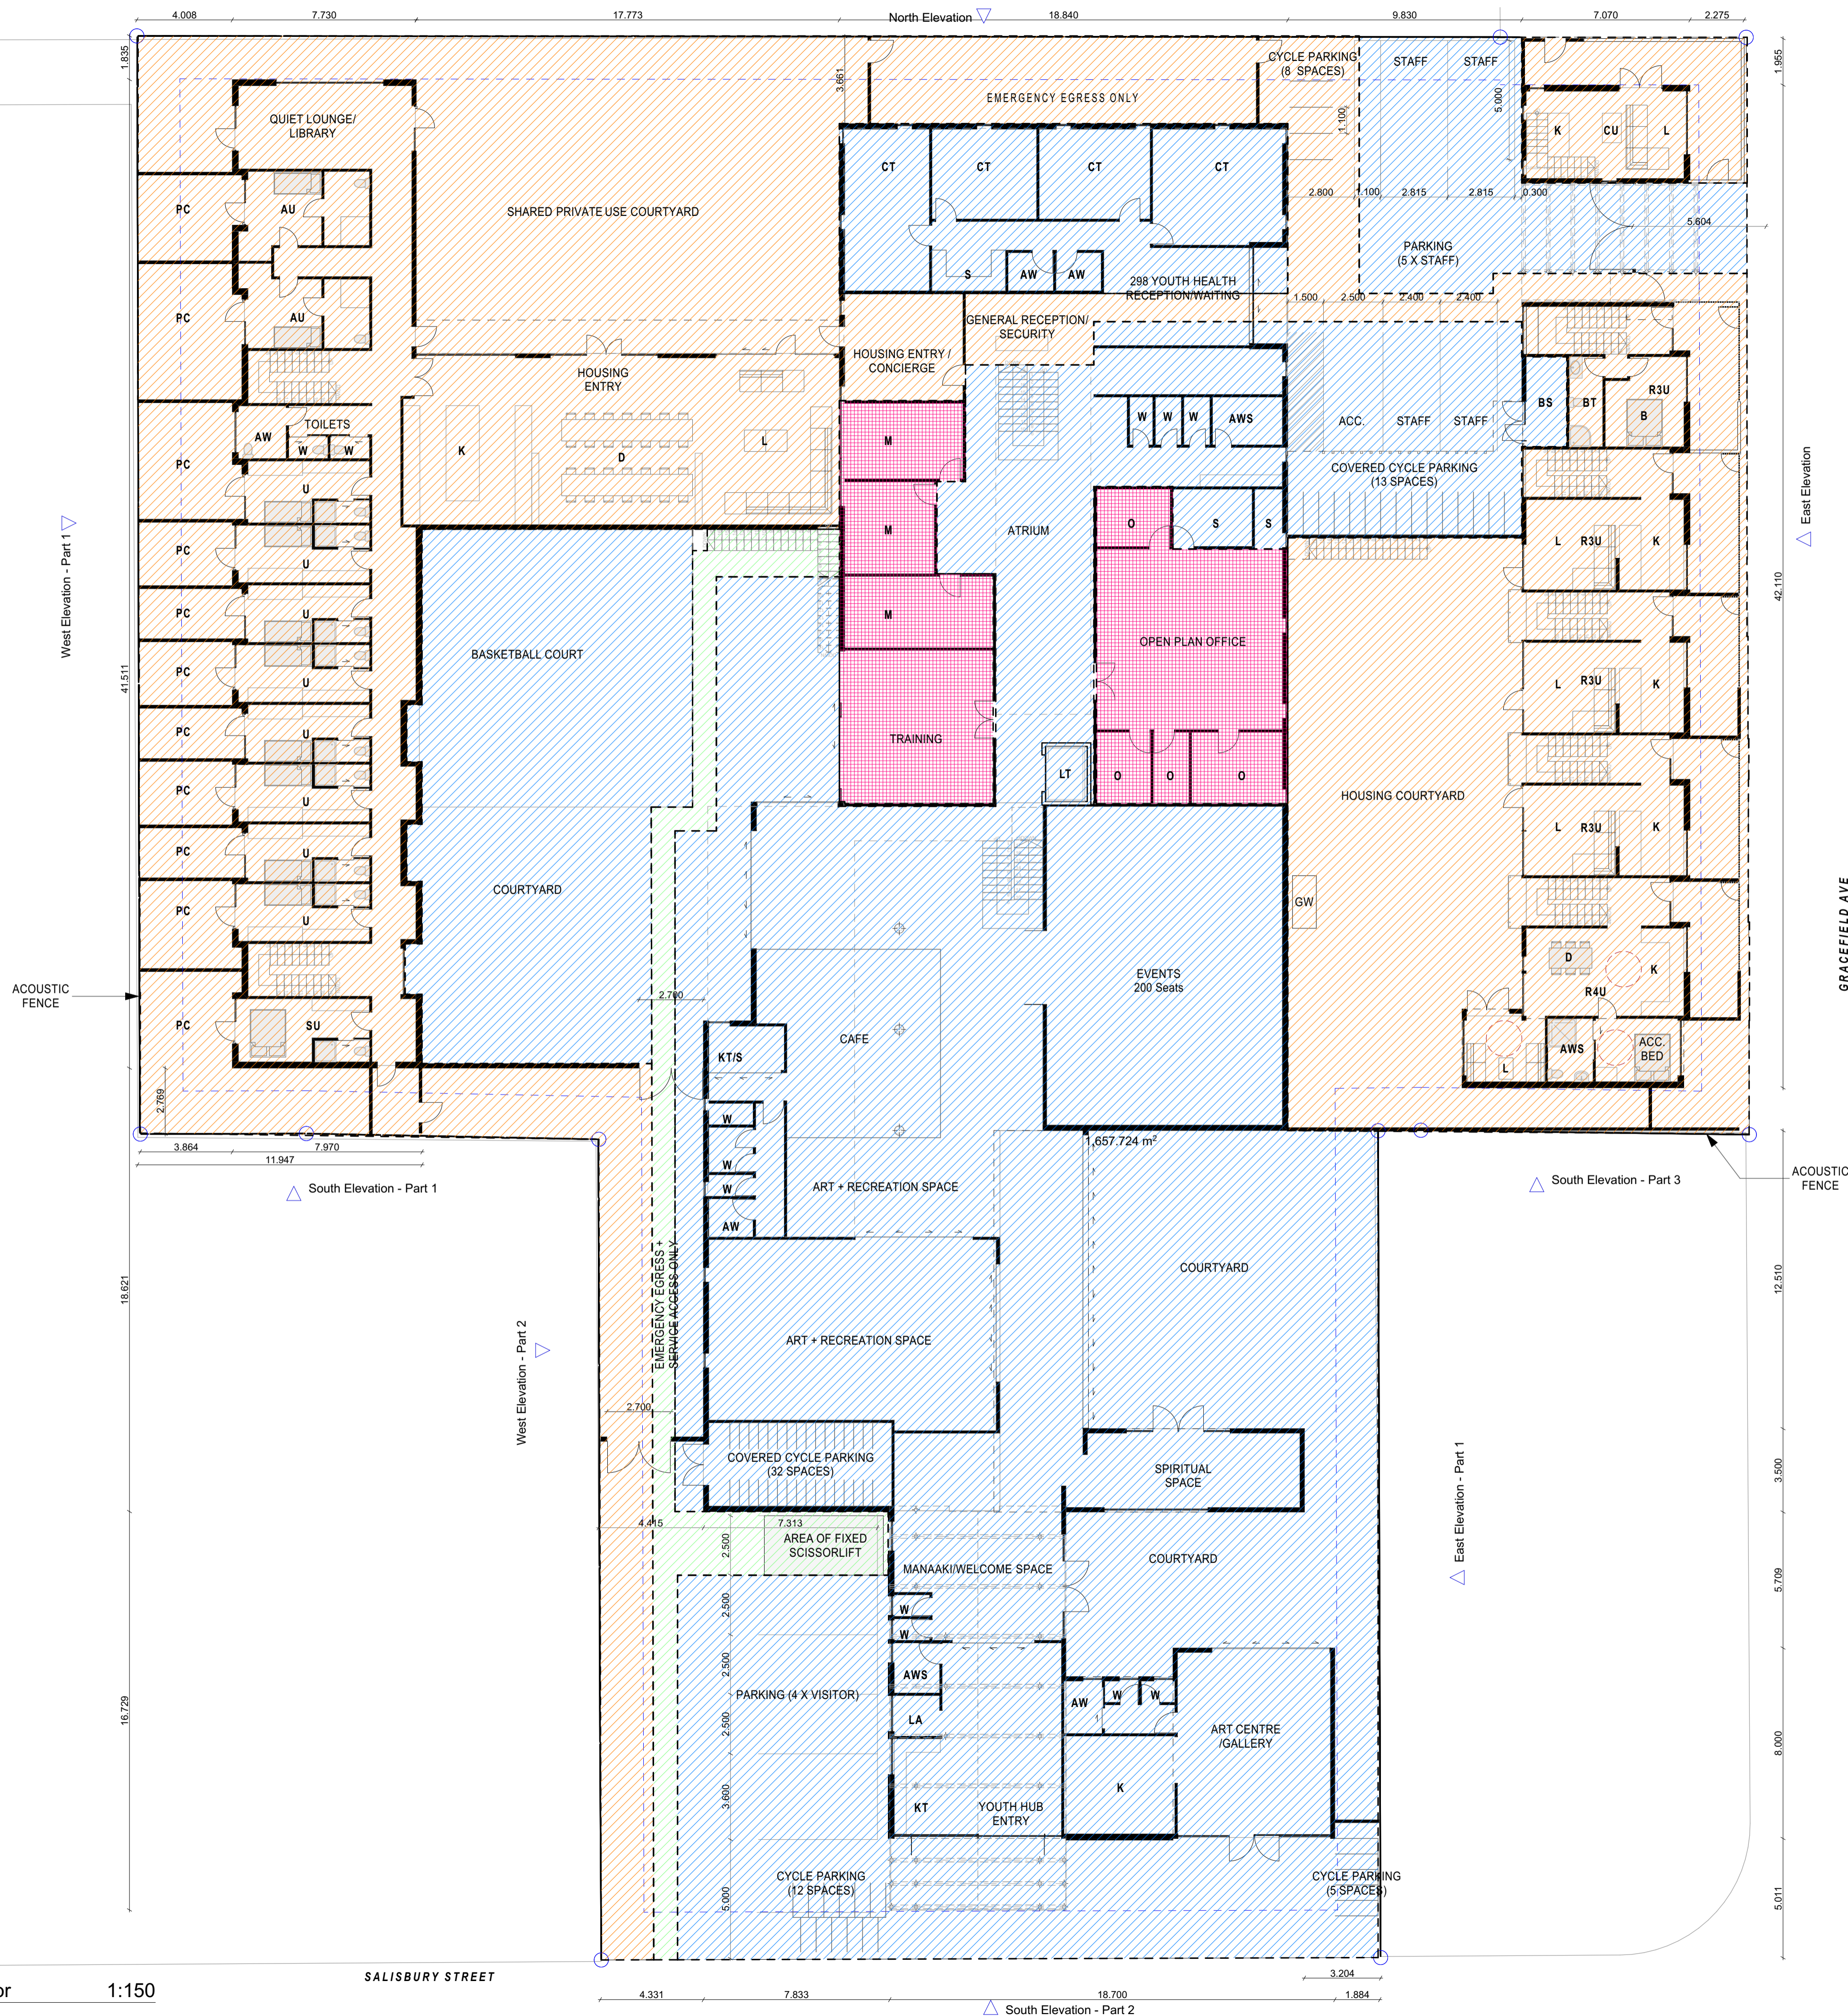 North Elevation
4.008
7.730
17.773
18.840
9.830
7.070
2.275
1.835
3.661
1.955
CYCLE PARKING
(8 SPACES)
STAFF
STAFF
EMERGENCY EGRESS ONLY
5.000
1.100
QUIET LOUNGE/
LIBRARY
K
CU
L
CT
CT
CT
CT
PC
AU
SHARED PRIVATE USE COURTYARD
2.800
1.100
2.815
2.815
0.300
5.604
PARKING
(5 X STAFF)
S
AW
AW
298 YOUTH HEALTH
RECEPTION/WAITING
1.500
2.500
2.400
2.400
PC
AU
GENERAL RECEPTION/
SECURITY
HOUSING ENTRY /
CONCIERGE
HOUSING
ENTRY
BS
BT
R3U
B
TOILETS
AW
W
W
K
D
L
M
W
W
W
AWS
ACC.
STAFF
STAFF
COVERED CYCLE PARKING
(13 SPACES)
PC
U
East Elevation
West Elevation - Part 1
M
ATRIUM
O
S
S
L
R3U
K
PC
U
42.110
PC
U
M
BASKETBALL COURT
OPEN PLAN OFFICE
41.511
PC
U
L
R3U
K
PC
U
TRAINING
LT
O
O
O
PC
U
HOUSING COURTYARD
L
R3U
K
PC
U
COURTYARD
GW
GRACEFIELD AVE
PC
U
D
K
R4U
EVENTS
200 Seats
ACOUSTIC
FENCE
2.700
PC
SU
CAFE
KT/S
AWS
ACC.
BED
L
2.769
W
1,657.724 m²
3.864
7.970
11.947
W
ACOUSTIC
FENCE
South Elevation - Part 1
South Elevation - Part 3
W
ART + RECREATION SPACE
AW
EMERGENCY EGRESS +
SERVICE ACCESS ONLY
COURTYARD
18.621
12.510
West Elevation - Part 2
ART + RECREATION SPACE
2.700
COVERED CYCLE PARKING
(32 SPACES)
SPIRITUAL
SPACE
3.500
East Elevation - Part 1
4.415
7.313
2.500
AREA OF FIXED
SCISSORLIFT
MANAAKI/WELCOME SPACE
COURTYARD
5.709
2.500
W
W
2.500
AWS
PARKING (4 X VISITOR)
AW
W
W
LA
16.729
2.500
ART CENTRE
/GALLERY
8.000
K
3.600
KT
YOUTH HUB
ENTRY
CYCLE PARKING
(12 SPACES)
CYCLE PARKING
(5 SPACES)
5.000
5.011
SALISBURY STREET
3.204
or
1:150
4.331
7.833
18.700
1.884
South Elevation - Part 2